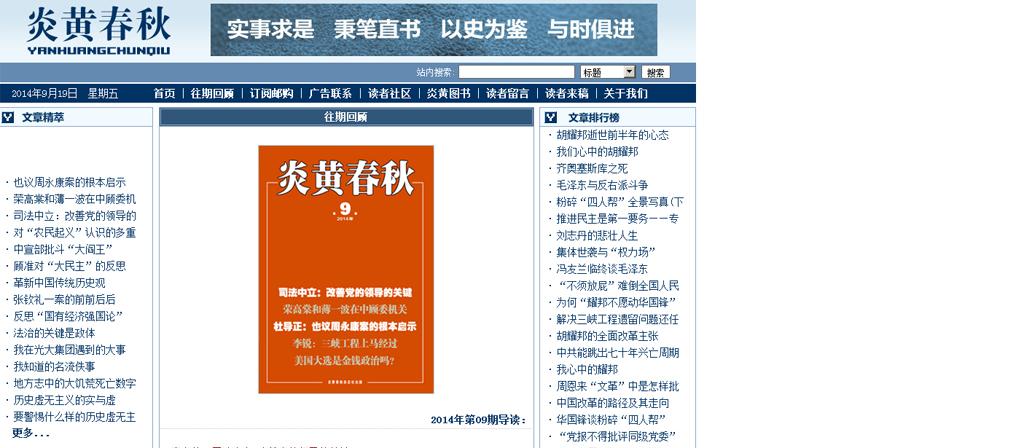 炎黄春秋
YANHUANGCHUNQIU
实事求是 秉笔直书 以史为鉴 与时俱进
站内搜索: 标题 搜索
2014年9月19日 星期五 首页 | 往期回顾 | 订阅邮购 | 广告联系 | 读者社区 | 炎黄图书 | 读者留言 | 读者来稿 | 关于我们
文章精萃
· 也议周永康案的根本启示
· 荣高棠和薄一波在中顾委机
· 司法中立：改善党的领导的
· 对“农民起义”认识的多重
· 中宣部批斗“大阎王”
· 顾准对“大民主”的反思
· 革新中国传统历史观
· 张钦礼一案的前前后后
· 反思“国有经济强国论”
· 法治的关键是政体
· 我在光大集团遇到的大事
· 我知道的名流佚事
· 地方志中的大饥荒死亡数字
· 历史虚无主义的实与虚
· 要警惕什么样的历史虚无主
更多...
往期回顾
炎黄春秋
.9.
2014年
司法中立：改善党的领导的关键
荣高棠和薄一波在中顾委机关
杜导正：也议周永康案的根本启示
李锐：三峡工程上马经过
美国大选是金钱政治吗?
2014年第09期导读：
文章排行榜
· 胡耀邦逝世前半年的心态
· 我们心中的胡耀邦
· 齐奥塞斯库之死
· 毛泽东与反右派斗争
· 粉碎“四人帮”全景写真(下
· 推进民主是第一要务－－专
· 刘志丹的悲壮人生
· 集体世袭与“权力场”
· 冯友兰临终谈毛泽东
· “不须放屁”难倒全国人民
· 为何“耀邦不愿动华国锋”
· 解决三峡工程遗留问题还任
· 胡耀邦的全面改革主张
· 中共能跳出七十年兴亡周期
· 我心中的耀邦
· 周恩来“文革”中是怎样批
· 中国改革的路径及其走向
· 华国锋谈粉碎“四人帮”
· “党报不得批评同级党委”